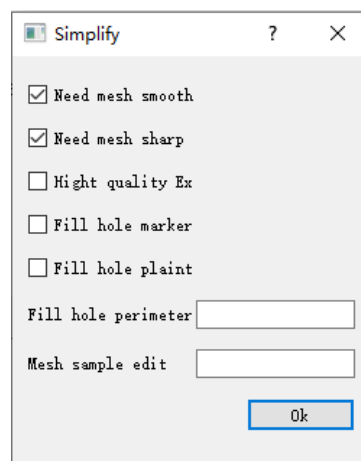 Simplify
Need mesh smooth
Need mesh sharp
Hight quality Ex
Fill hole marker
Fill hole plaint
Fill hole perimeter
Mesh sample edit
Ok